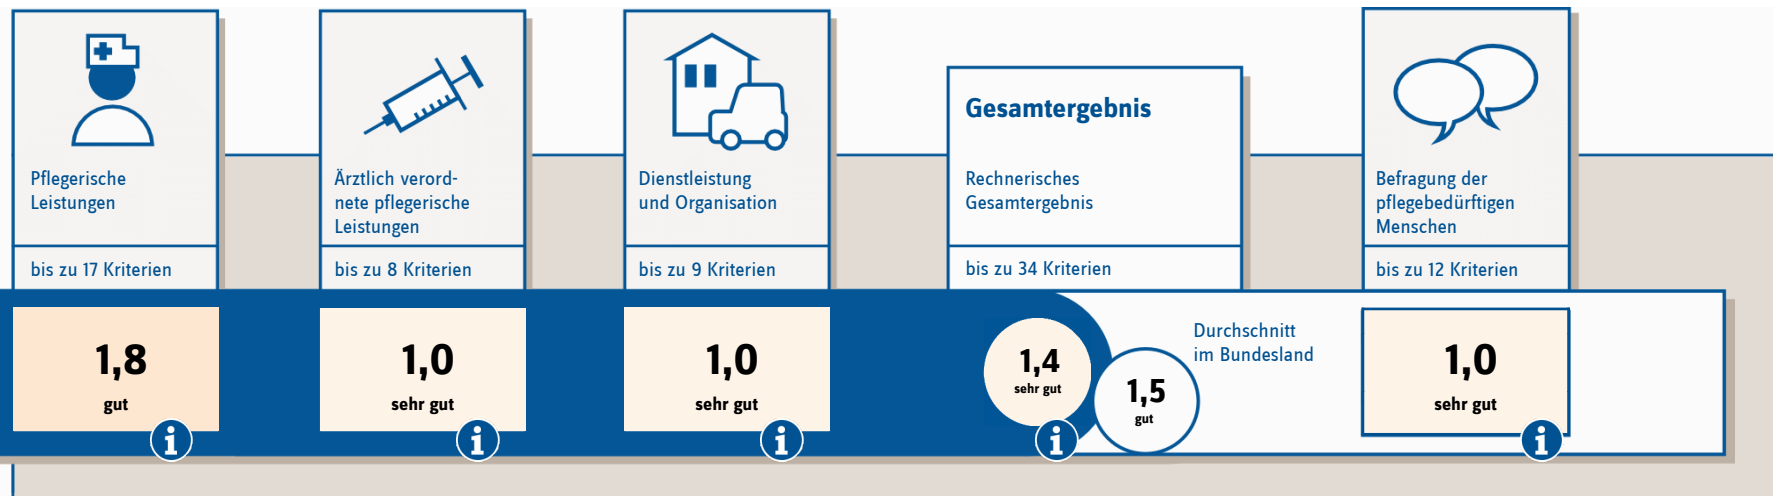 Pflegerische
Leistungen
bis zu 17 Kriterien
1,8
gut
i
Ärztlich verord-
nete pflegerische
Leistungen
bis zu 8 Kriterien
1,0
sehr gut
i
Dienstleistung
und Organisation
bis zu 9 Kriterien
1,0
sehr gut
i
Gesamtergebnis
Rechnerisches
Gesamtergebnis
bis zu 34 Kriterien
1,4
sehr gut
i
1,5
gut
Durchschnitt
im Bundesland
Befragung der
pflegebedürftigen
Menschen
bis zu 12 Kriterien
1,0
sehr gut
i